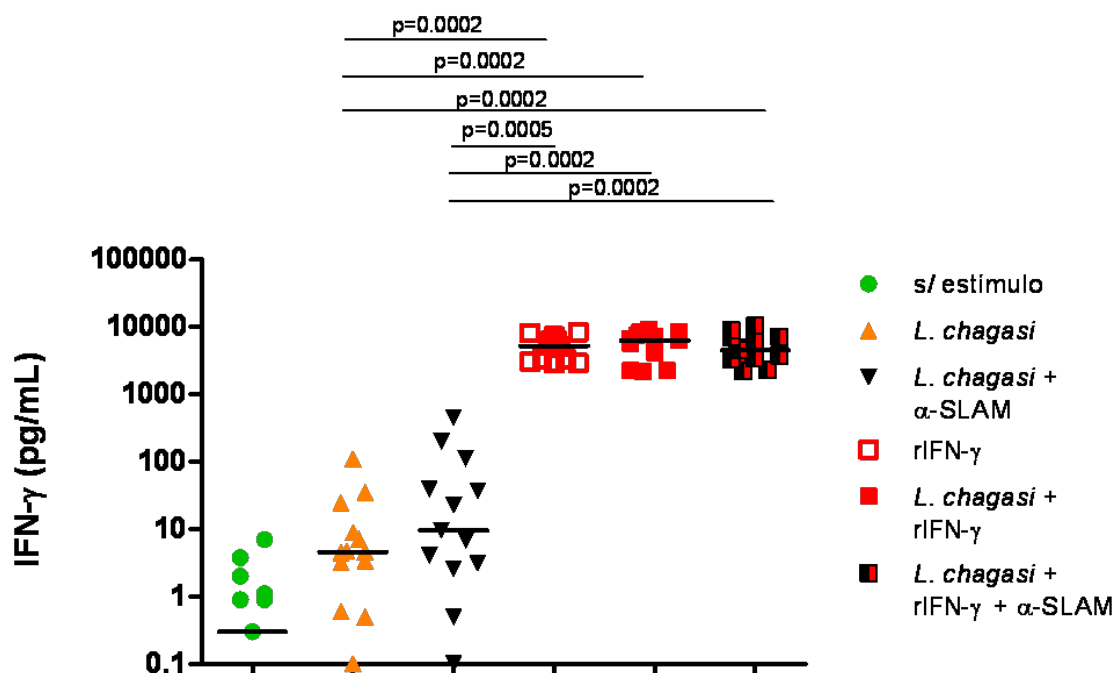 p=0.0002
p=0.0002
p=0.0002
p=0.0005
p=0.0002
p=0.0002
IFN-γ (pg/mL)
100000
10000
1000
100
10
1
0.1
s/ estímulo
L. chagasi
L. chagasi +
α-SLAM
rIFN-γ
L. chagasi +
rIFN-γ
L. chagasi +
rIFN-γ + α-SLAM